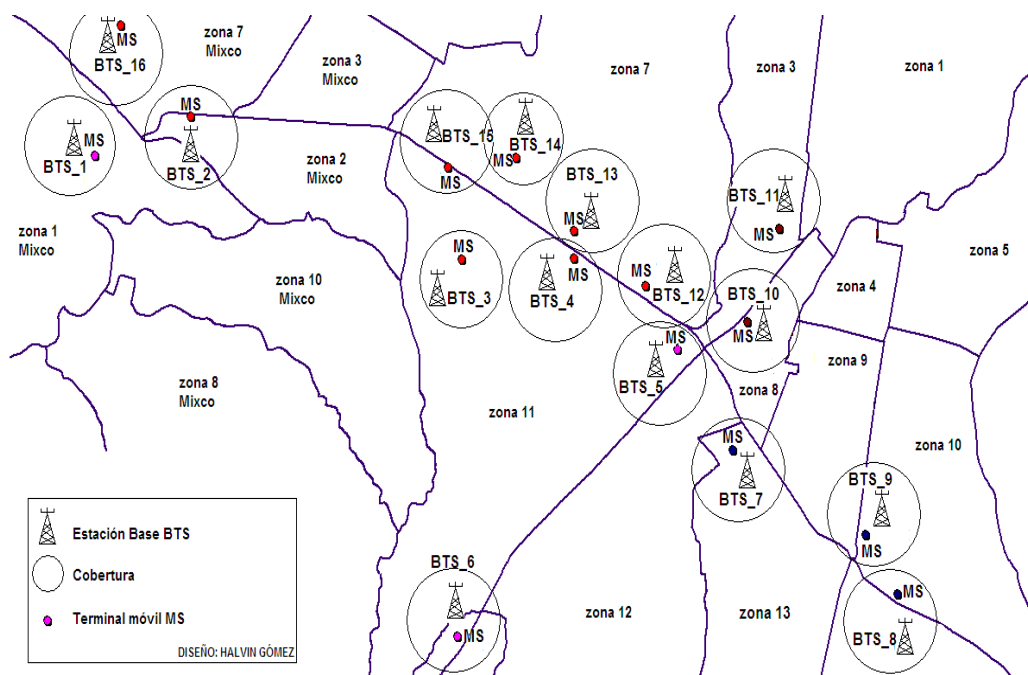 MS
BTS_16
zona 7
Mixco
zona 3
Mixco
zona 7
zona 3
zona 1
MS
BTS_1
MS
BTS_2
zona 2
Mixco
BTS_15
MS
BTS_14
MS
BTS_13
MS
BTS_11
MS
zona 1
Mixco
zona 10
Mixco
MS
BTS_3
MS
BTS_4
MS
BTS_12
BTS_10
MS
zona 4
zona 5
MS
BTS_5
zona 8
zona 9
zona 8
Mixco
zona 11
MS
BTS_7
zona 10
BTS_9
MS
BTS_6
MS
zona 12
zona 13
MS
BTS_8
Estación Base BTS
Cobertura
Terminal móvil MS
DISEÑO: HALVIN GÓMEZ